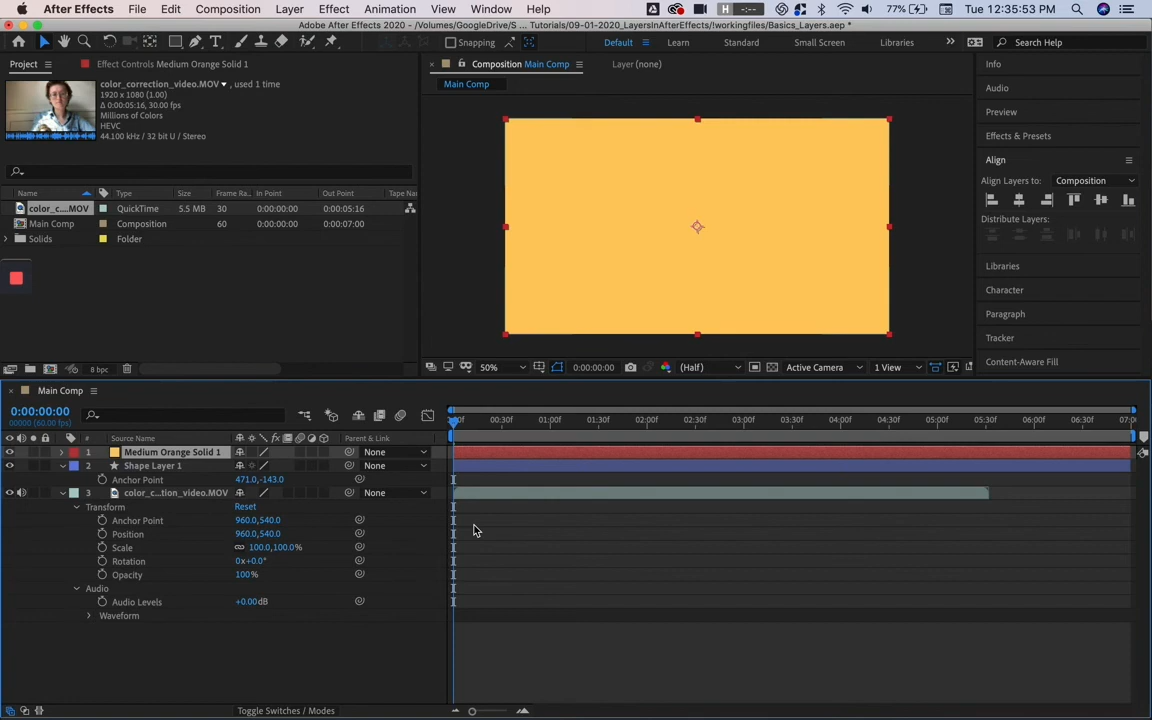 After Effects File Edit Composition Layer Effect Animation View Window Help H -:-- 77% Tue 12:35:53 PM
Adobe After Effects 2020 - /Volumes/GoogleDrive/S ... Tutorials/09-01-2020_LayersInAfterEffects/!workingfiles/Basics_Layers.aep *
Snapping Default Learn Standard Small Screen Libraries Search Help
Project Effect Controls Medium Orange Solid 1 Composition Main Comp Layer (none) Info
color_correction_video.MOV , used 1 time Main Comp Audio
1920 x 1080 (1.00)
Δ 0:00:05:16, 30.00 fps
Millions of Colors Preview
HEVC
44.100 kHz / 32 bit U / Stereo Effects & Presets
Align
Align Layers to: Composition
Name Type Size Frame Ra... In Point Out Point Tape Nan
color_c....MOV QuickTime 5.5 MB 30 0:00:00:00 0:00:05:16
Main Comp Composition 60 0:00:00:00 0:00:07:00 Distribute Layers:
Solids Folder
Libraries
Character
Paragraph
Tracker
Content-Aware Fill
8 bpc 50% 0:00:00:00 (Half) Active Camera 1 View
Main Comp
0:00:00:00
00000 (60.00 fps) 00:30f 01:00f 01:30f 02:00f 02:30f 03:00f 03:30f 04:00f 04:30f 05:00f 05:30f 06:00f 06:30f
# Source Name Parent & Link
1 Medium Orange Solid 1 None
2 Shape Layer 1 None
Anchor Point 471.0,-143.0
3 color_c...tion_video.MOV None
Transform Reset
Anchor Point 960.0,540.0
Position 960.0,540.0
Scale 100.0,100.0%
Rotation 0x+0.0°
Opacity 100%
Audio
Audio Levels +0.00dB
Waveform
Toggle Switches / Modes